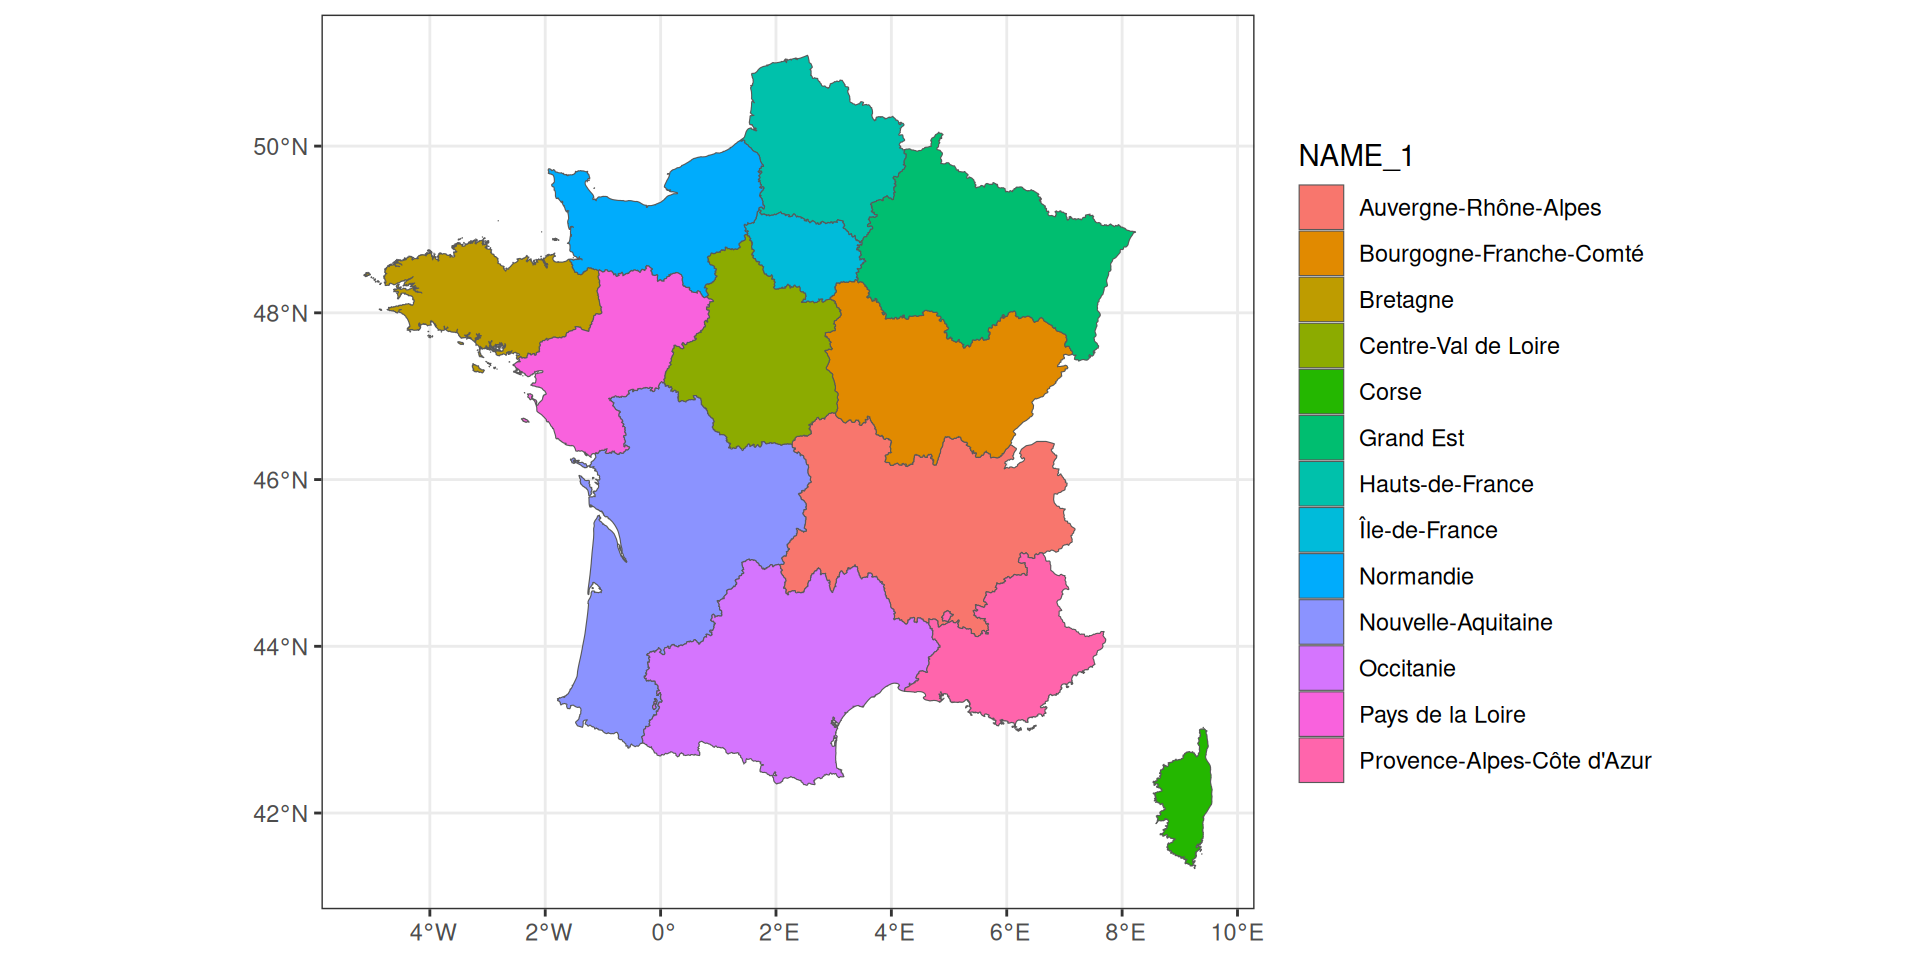 50°N
48°N
46°N
44°N
42°N
4°W 2°W 0° 2°E 4°E 6°E 8°E 10°E
NAME_1
Auvergne-Rhône-Alpes
Bourgogne-Franche-Comté
Bretagne
Centre-Val de Loire
Corse
Grand Est
Hauts-de-France
Île-de-France
Normandie
Nouvelle-Aquitaine
Occitanie
Pays de la Loire
Provence-Alpes-Côte d'Azur